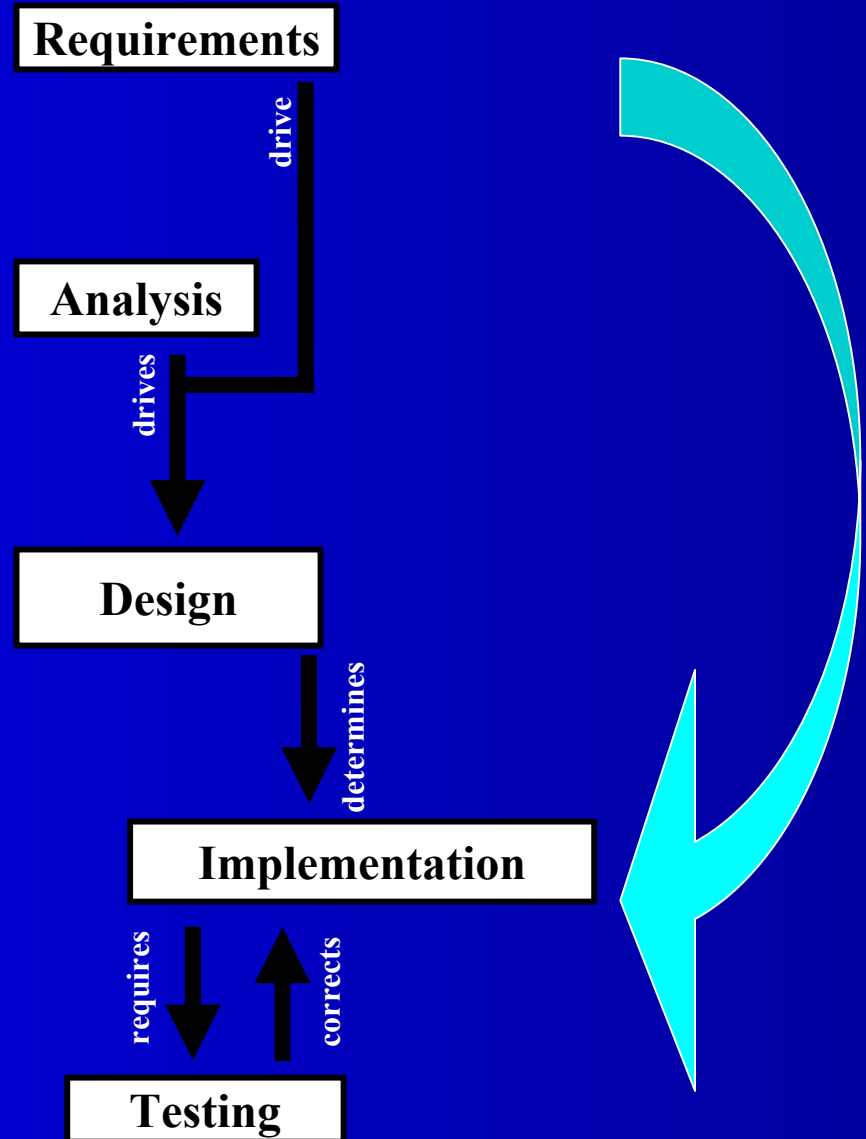 Requirements
drive
Analysis
drives
Design
determines
Implementation
requires
corrects
Testing